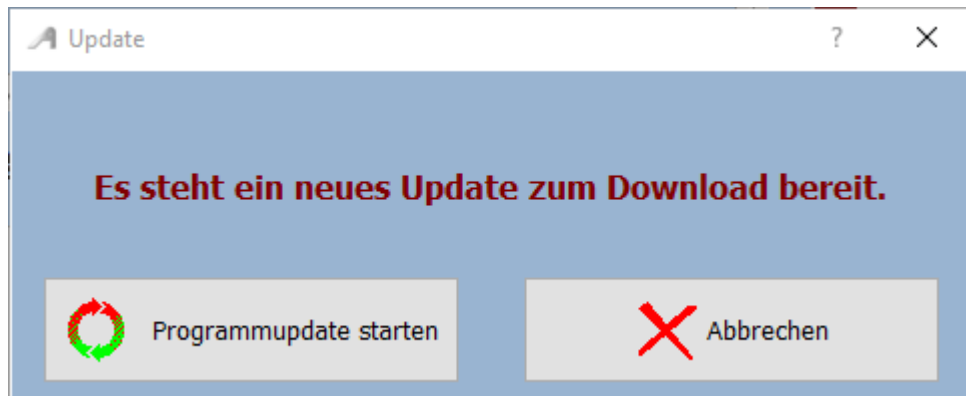 Update
Es steht ein neues Update zum Download bereit.
Programmupdate starten
Abbrechen